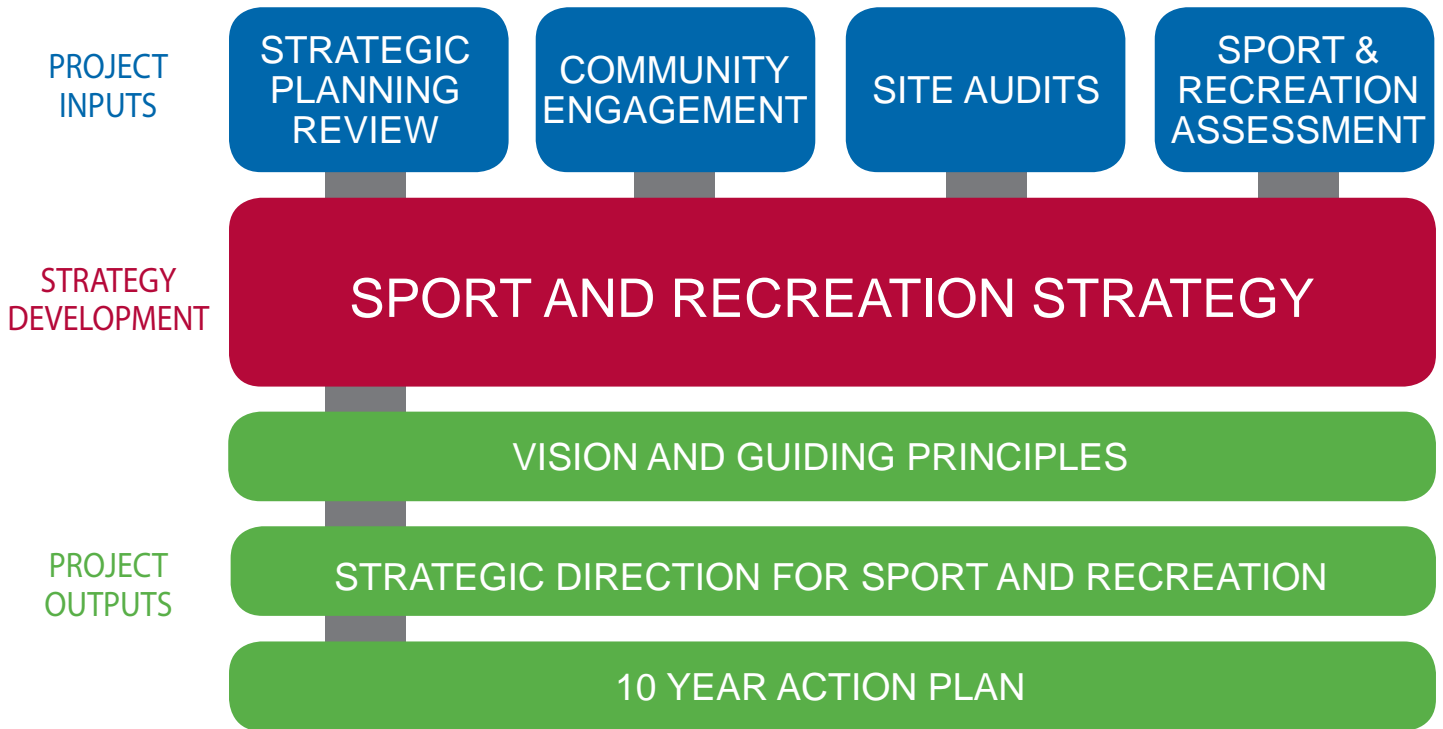 PROJECT
INPUTS
STRATEGIC
PLANNING
REVIEW
COMMUNITY
ENGAGEMENT
SITE AUDITS
SPORT &
RECREATION
ASSESSMENT
STRATEGY
DEVELOPMENT
SPORT AND RECREATION STRATEGY
VISION AND GUIDING PRINCIPLES
PROJECT
OUTPUTS
STRATEGIC DIRECTION FOR SPORT AND RECREATION
10 YEAR ACTION PLAN